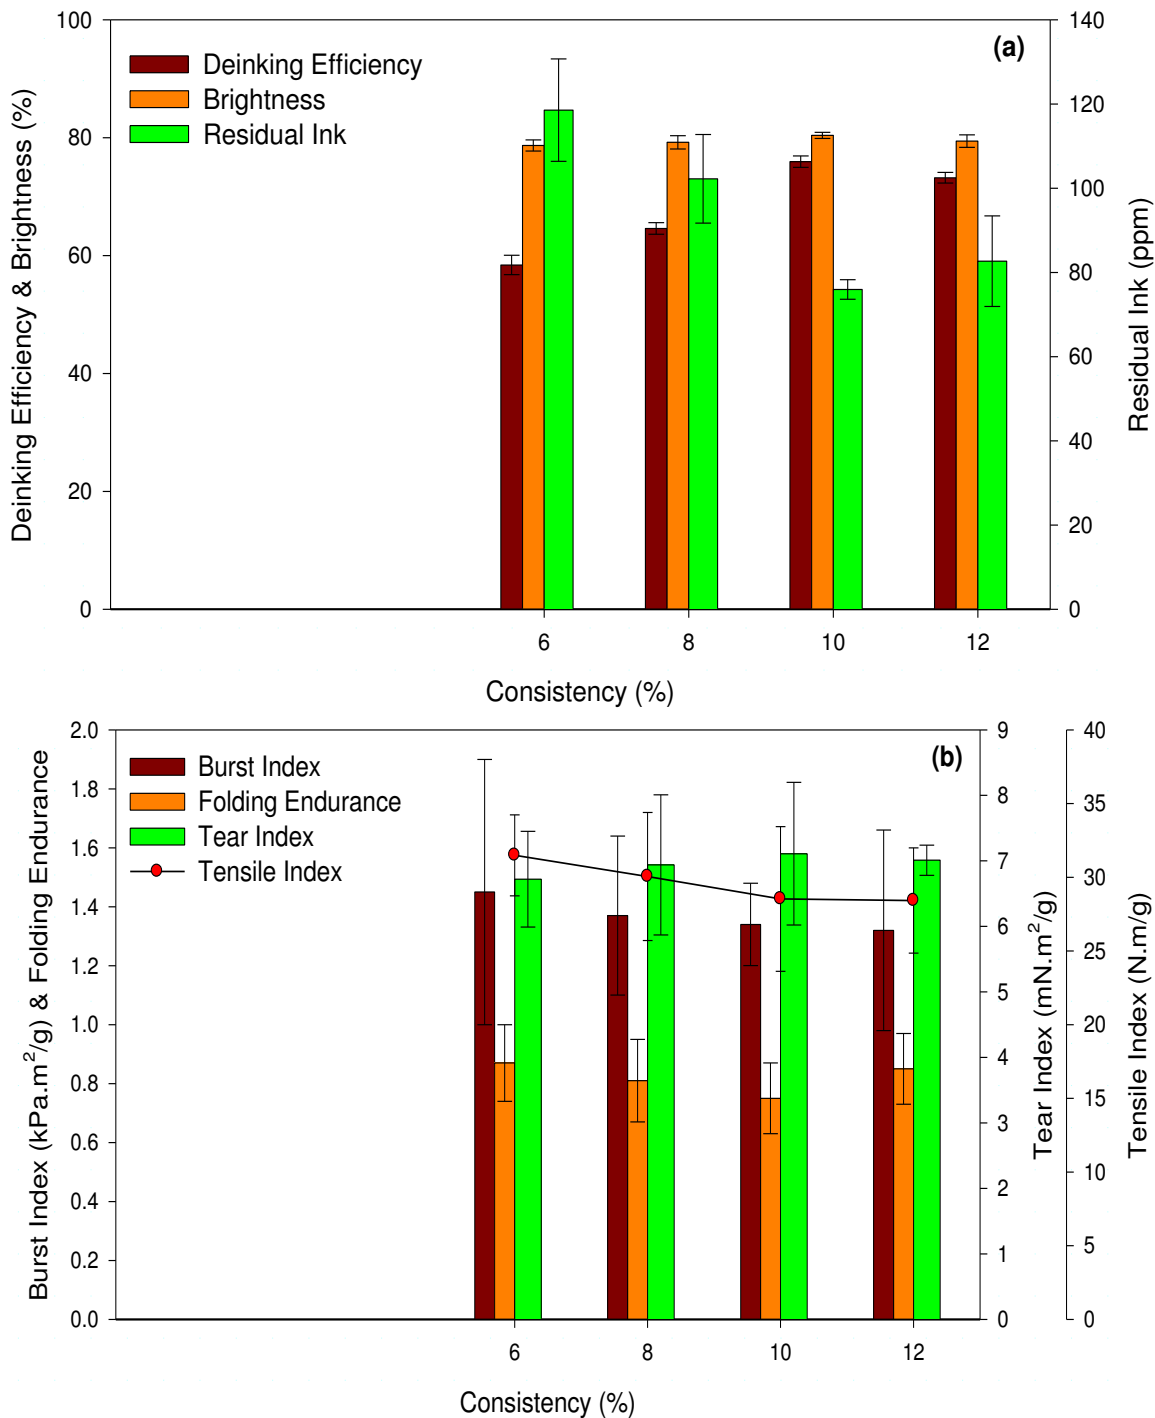 (a)
Deinking Efficiency
Brightness
Residual Ink
Deinking Efficiency & Brightness (%)
100
80
60
40
20
0
140
120
100
80
60
40
20
0
Residual Ink (ppm)
6 8 10 12
Consistency (%)
(b)
Burst Index
Folding Endurance
Tear Index
Tensile Index
Burst Index (kPa.m²/g) & Folding Endurance
2.0
1.8
1.6
1.4
1.2
1.0
0.8
0.6
0.4
0.2
0.0
9
8
7
6
5
4
3
2
1
0
Tear Index (mN.m²/g)
40
35
30
25
20
15
10
5
0
Tensile Index (N.m/g)
6 8 10 12
Consistency (%)